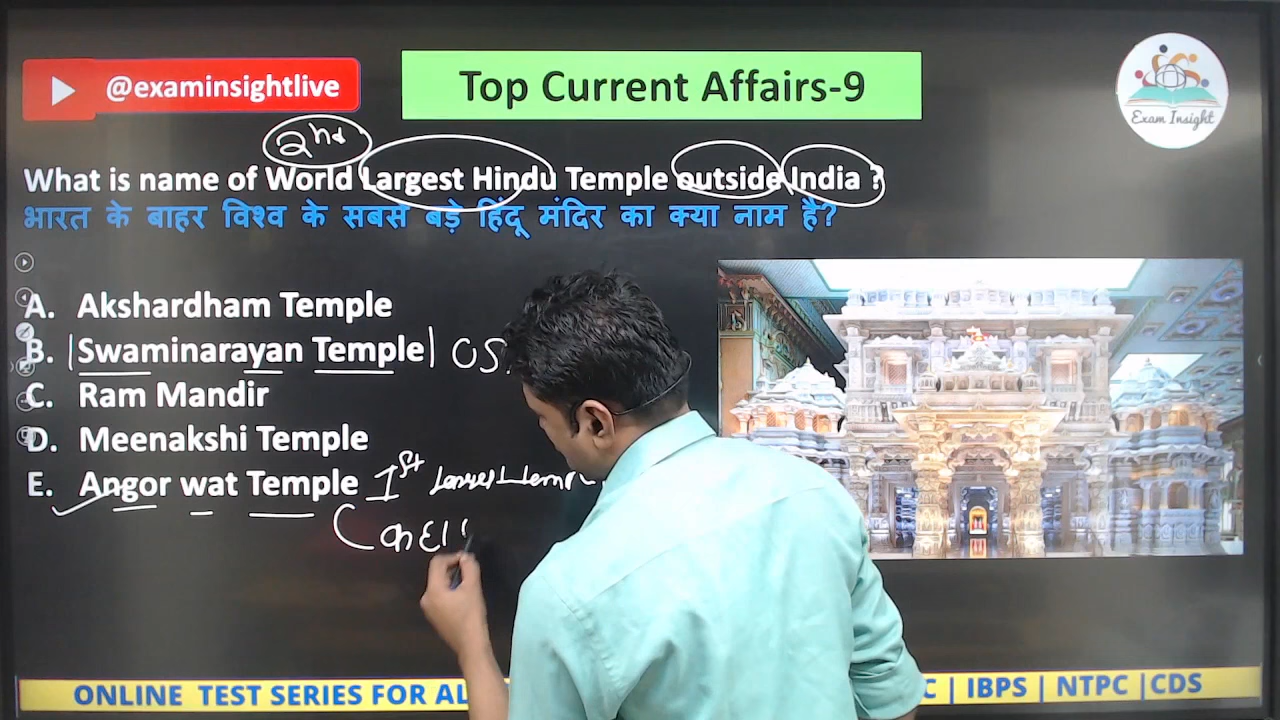 @examinsightlive
Top Current Affairs-9
Exam Insight
2nd
What is name of World Largest Hindu Temple outside India ?
भारत के बाहर विश्व के सबसे बड़े हिंदू मंदिर का क्या नाम है?
A. Akshardham Temple
B. Swaminarayan Temple
C. Ram Mandir
D. Meenakshi Temple
E. Angor wat Temple 1st
ONLINE TEST SERIES FOR AL
C | IBPS | NTPC |CDS